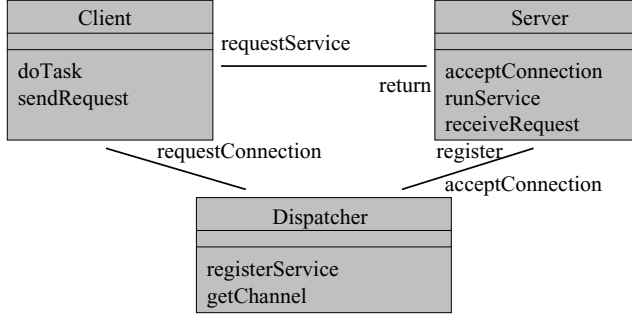 Client
Server
requestService
doTask
sendRequest
return
acceptConnection
runService
receiveRequest
requestConnection
register
acceptConnection
Dispatcher
registerService
getChannel